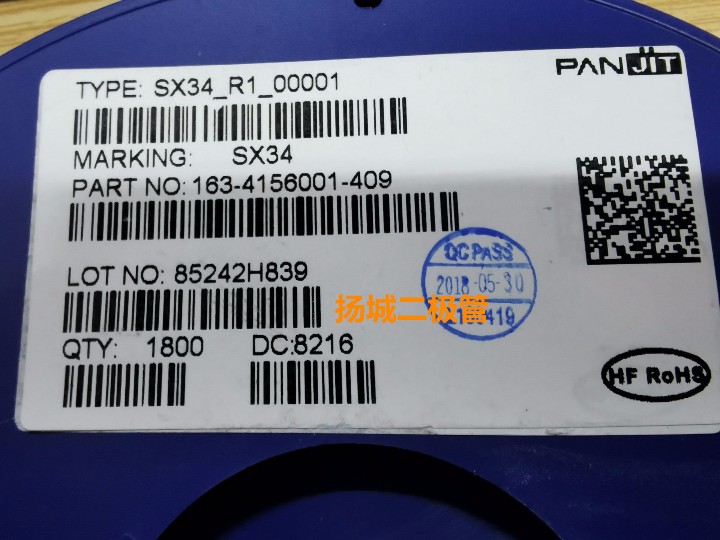 PANJIT
TYPE: SX34_R1_00001
MARKING: SX34
PART NO: 163-4156001-409
LOT NO: 85242H839
QC PASS
2018-05-30
扬城二极管
QTY: 1800 DC:8216
HF RoHS